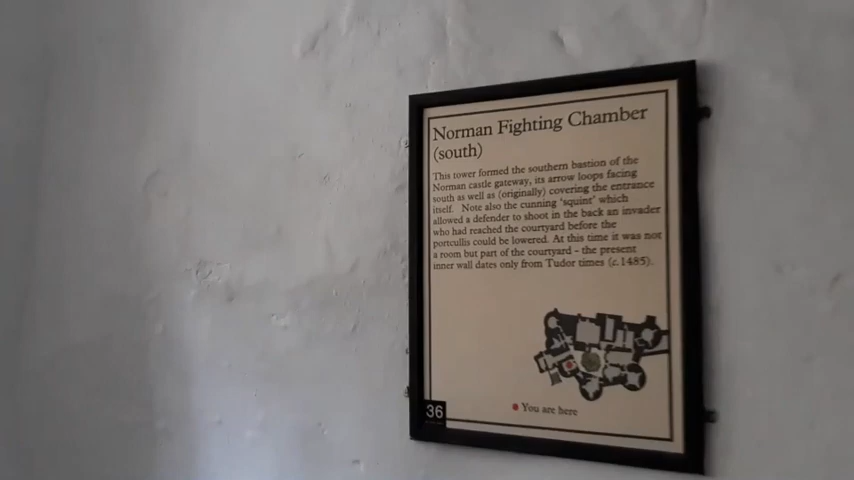 Norman Fighting Chamber
(south)
This tower formed the southern bastion of the
Norman castle gateway, its arrow loops facing
south as well as (originally) covering the entrance
itself. Note also the cunning 'squint' which
allowed a defender to shoot in the back an invader
who had reached the courtyard before the
portcullis could be lowered. At this time it was not
a room but part of the courtyard – the present
inner wall dates only from Tudor times (c.1485).
You are here
36